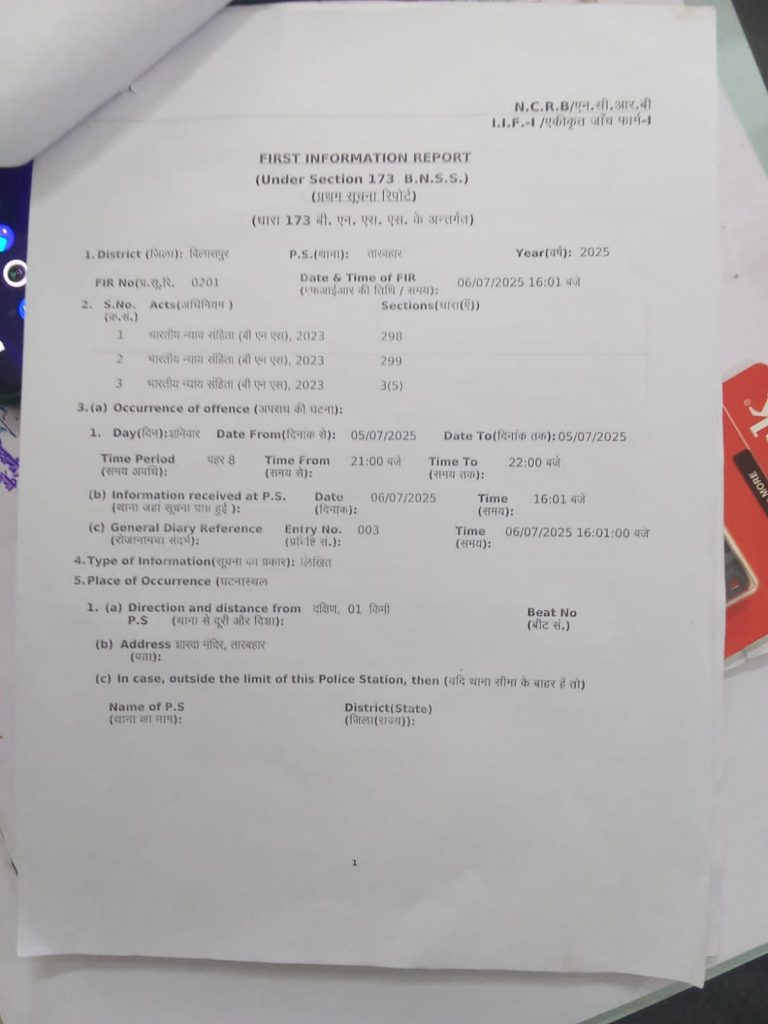 N.C.R.B/एन.सी.आर.बी
I.I.F.-I /एकीकृत जाँच फार्म-I
FIRST INFORMATION REPORT
(Under Section 173 B.N.S.S.)
(प्रथम सूचना रिपोर्ट)
(धारा 173 बी. एन. एस. एस. के अन्तर्गत)
1. District (जिला): बिलासपुर P.S.(थाना): तारबहार Year(वर्ष): 2025
FIR No(प्र.सू.रि. 0201 Date & Time of FIR 06/07/2025 16:01 बजे
(एफआईआर की तिथि / समय):
2. S.No. Acts(अधिनियम ) Sections(धारा(एँ))
(क्र.सं.)
1 भारतीय न्याय संहिता (बी एन एस), 2023 298
2 भारतीय न्याय संहिता (बी एन एस), 2023 299
3 भारतीय न्याय संहिता (बी एन एस), 2023 3(5)
3.(a) Occurrence of offence (अपराध की घटना):
1. Day(दिन): शनिवार Date From(दिनांक से): 05/07/2025 Date To(दिनांक तक): 05/07/2025
Time Period पहर 8 Time From 21:00 बजे Time To 22:00 बजे
(समय अवधि): (समय से): (समय तक):
(b) Information received at P.S. Date 06/07/2025 Time 16:01 बजे
(थाना जहां सूचना प्राप्त हुई ): (दिनांक): (समय):
(c) General Diary Reference Entry No. 003 Time 06/07/2025 16:01:00 बजे
(रोजनामचा संदर्भ): (प्रविष्टि सं.): (समय):
4. Type of Information(सूचना का प्रकार): लिखित
5. Place of Occurrence (घटनास्थल
1. (a) Direction and distance from दक्षिण, 01 किमी Beat No
P.S (थाना से दूरी और दिशा): (बीट सं.)
(b) Address शारदा मंदिर, तारबहार
(पता):
(c) In case, outside the limit of this Police Station, then (यदि थाना सीमा के बाहर हैं तो)
Name of P.S District(State)
(थाना का नाम): (जिला(राज्य)):
1
MORE